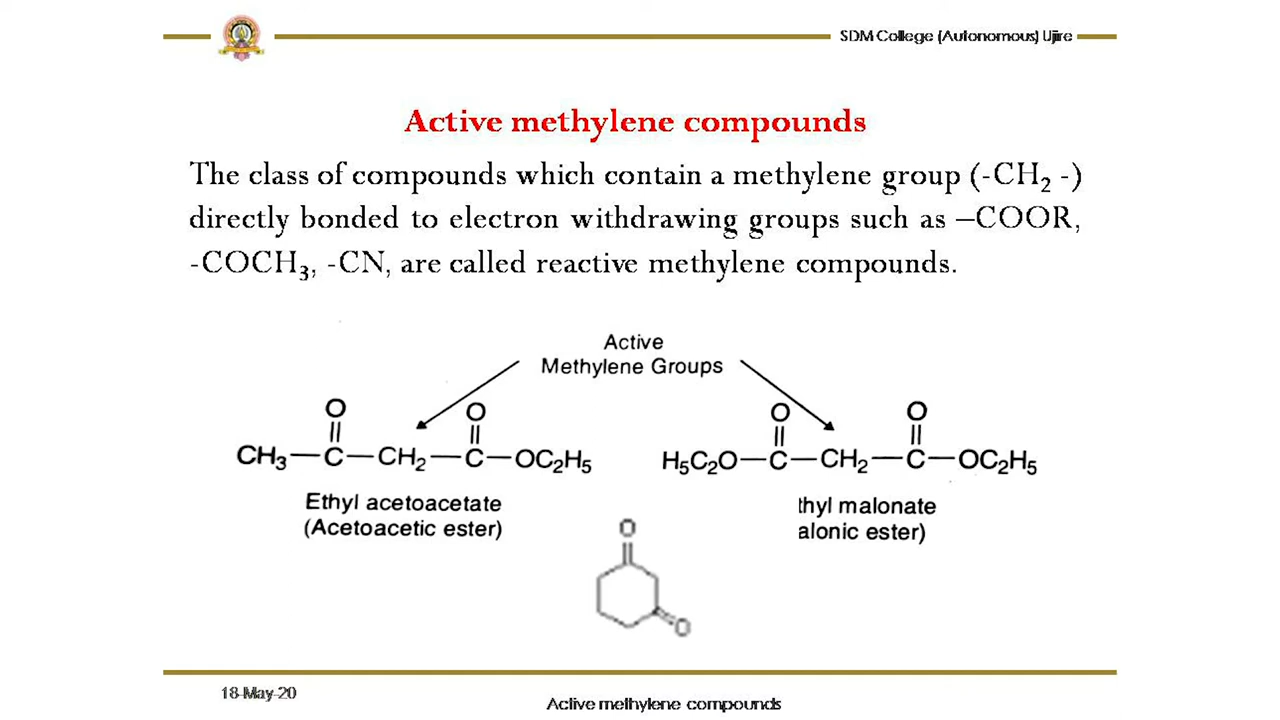 SDM College (Autonomous) Ujire
Active methylene compounds
The class of compounds which contain a methylene group (-CH₂ -)
directly bonded to electron withdrawing groups such as –COOR,
-COCH₃, -CN, are called reactive methylene compounds.
Active
Methylene Groups
O O O O
CH₃—C—CH₂—C—OC₂H₅ H₅C₂O—C—CH₂—C—OC₂H₅
Ethyl acetoacetate thyl malonate
(Acetoacetic ester) alonic ester)
O
O
18-May-20
Active methylene compounds